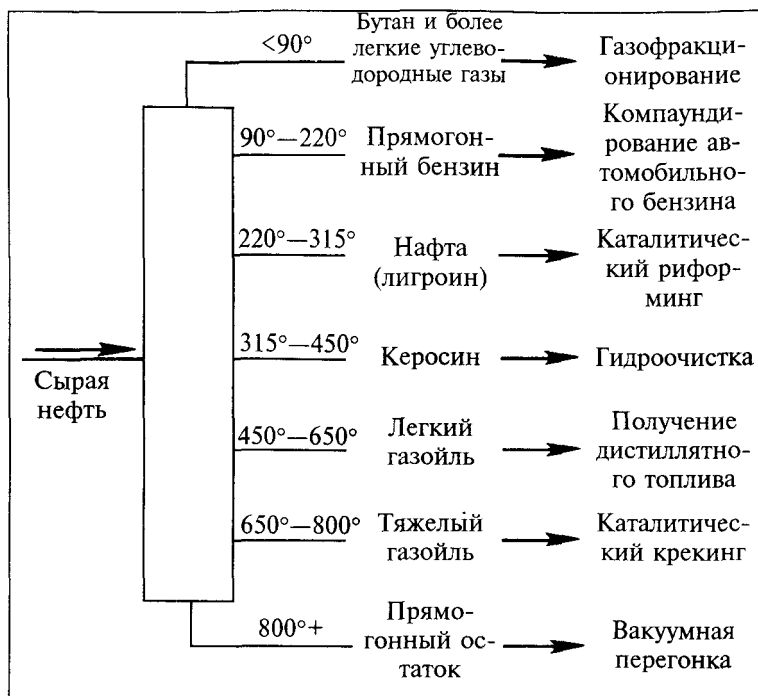 <90°
Бутан и более
легкие углево-
дородные газы
Газофракци-
онирование
90°—220°
Прямогон-
ный бензин
Компаунди-
рование ав-
томобильно-
го бензина
220°—315°
Нафта
(лигроин)
Каталитичес-
кий рифор-
минг
Сырая
нефть
315°—450°
Керосин
Гидроочистка
450°—650°
Легкий
газойль
Получение
дистиллятно-
го топлива
650°—800°
Тяжелый
газойль
Каталитичес-
кий крекинг
800°+
Прямо-
гонный ос-
таток
Вакуумная
перегонка